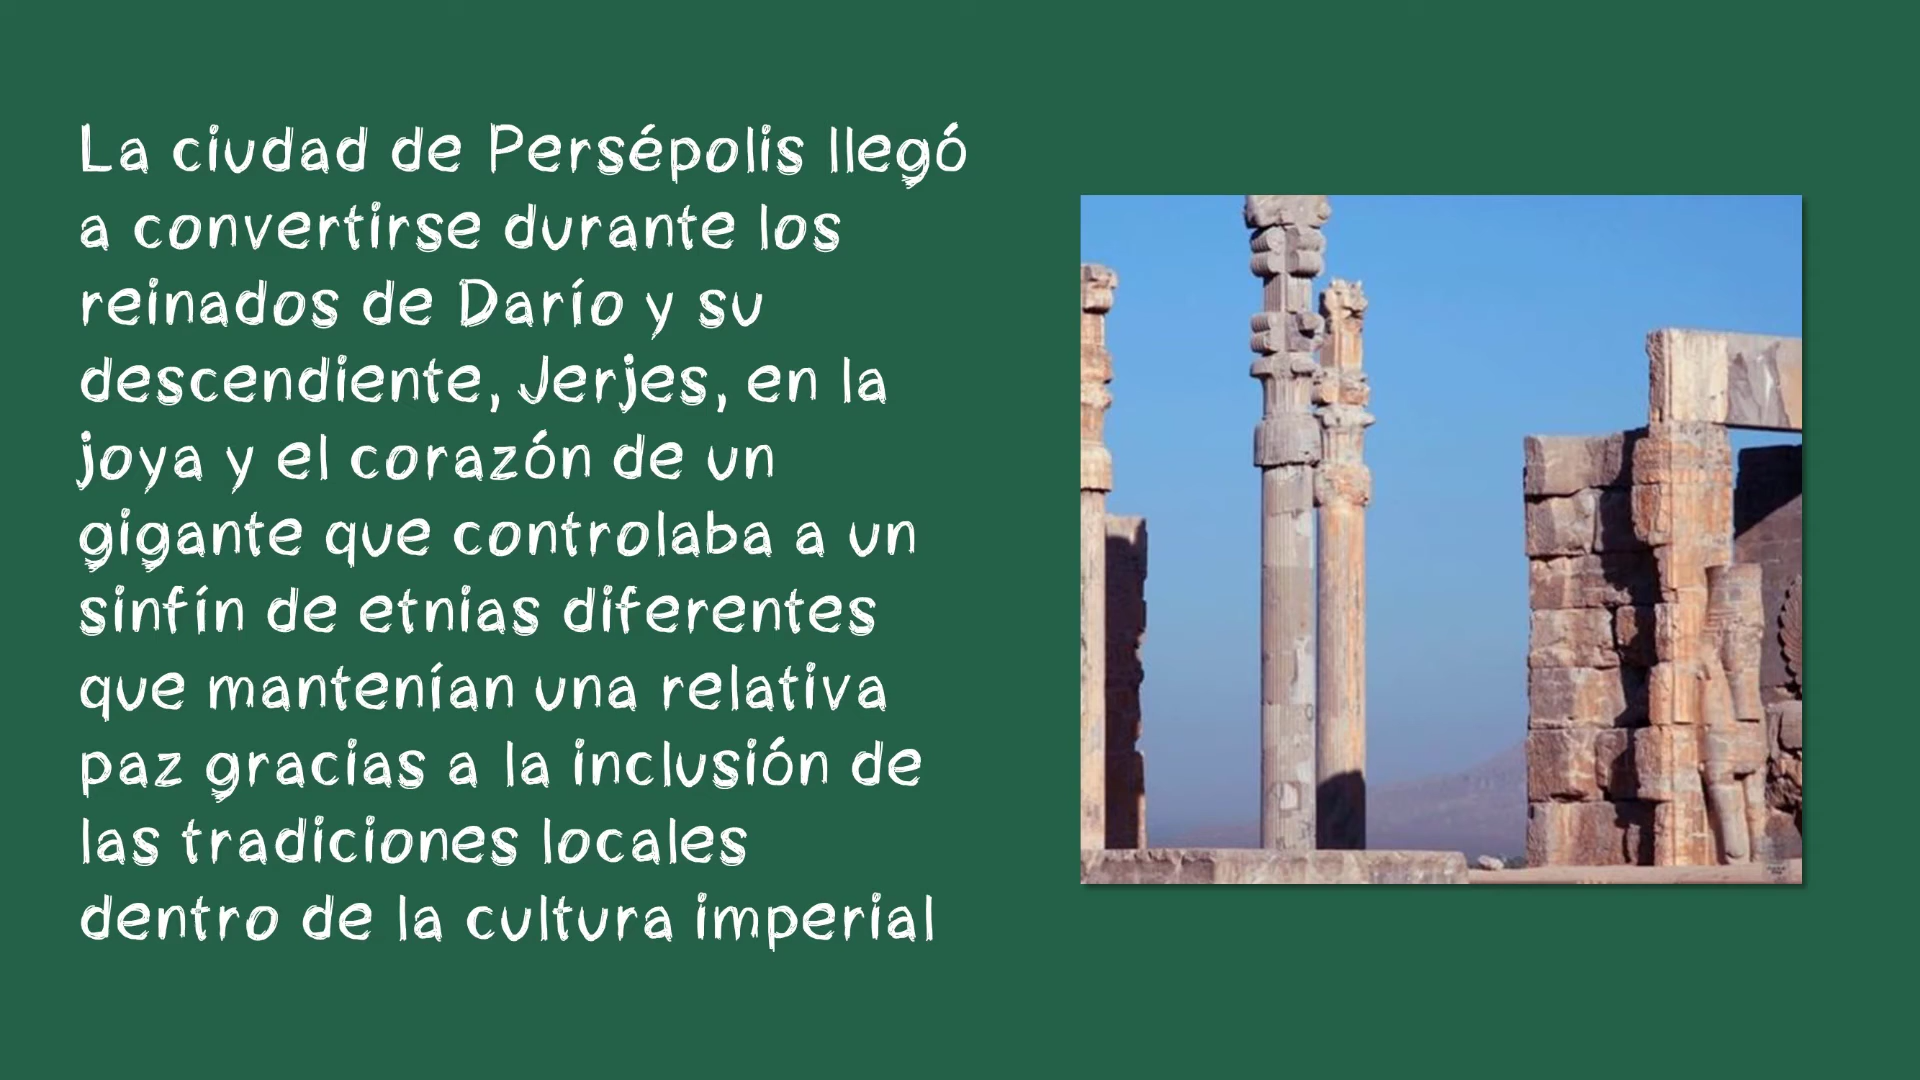 La ciudad de Persépolis llegó
a convertirse durante los
reinados de Darío y su
descendiente, Jerjes, en la
joya y el corazón de un
gigante que controlaba a un
sinfín de etnias diferentes
que mantenían una relativa
paz gracias a la inclusión de
las tradiciones locales
dentro de la cultura imperial